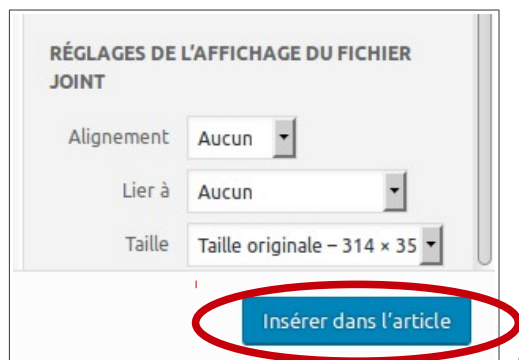 RÉGLAGES DE L'AFFICHAGE DU FICHIER
JOINT
Alignement Aucun
Lier à Aucun
Taille Taille originale – 314 × 35
Insérer dans l'article